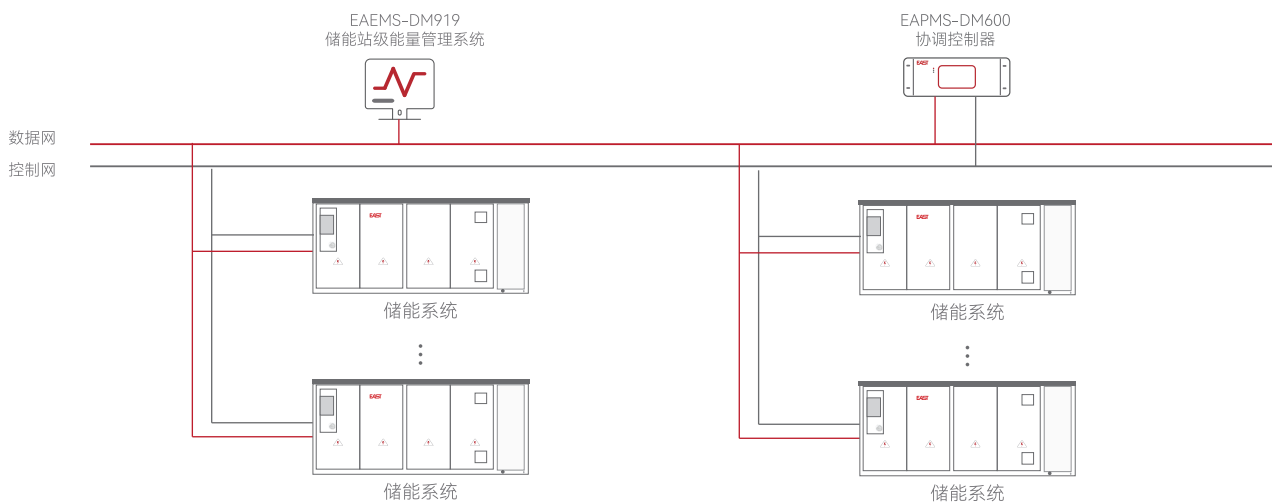 EAEMS-DM919
储能站级能量管理系统
EAPMS-DM600
协调控制器
EAST
数据网
控制网
EAST
EAST
储能系统
储能系统
EAST
EAST
储能系统
储能系统